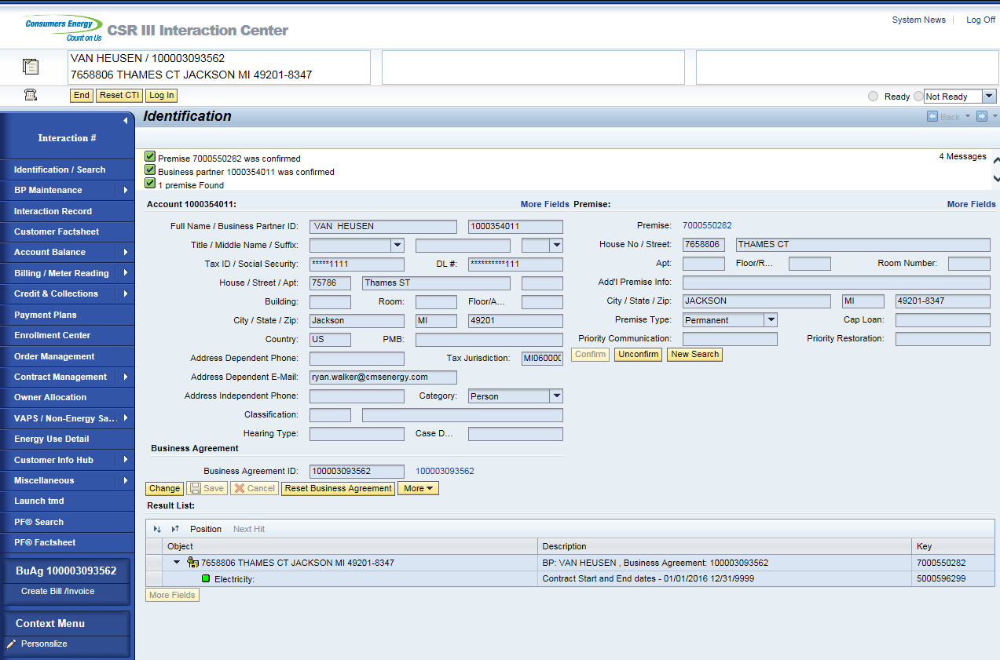 System News Log Off
Consumers Energy
Count on Us
CSR III Interaction Center
VAN HEUSEN / 100003093562
7658806 THAMES CT JACKSON MI 49201-8347
End Reset CTI Log In
Ready Not Ready
Identification
Back
Interaction #
Identification / Search
BP Maintenance
Interaction Record
Customer Factsheet
Account Balance
Billing / Meter Reading
Credit & Collections
Payment Plans
Enrollment Center
Order Management
Contract Management
Owner Allocation
VAPS / Non-Energy Sa...
Energy Use Detail
Customer Info Hub
Miscellaneous
Launch tmd
PF® Search
PF® Factsheet
BuAg 100003093562
Create Bill /Invoice
Context Menu
Personalize
Premise 7000550282 was confirmed
4 Messages
Business partner 1000354011 was confirmed
1 premise Found
Account 1000354011: More Fields
Full Name / Business Partner ID: VAN HEUSEN 1000354011
Title / Middle Name / Suffix:
Tax ID / Social Security: *****1111 DL #: **********111
House / Street / Apt: 75786 Thames ST
Building: Room: Floor/A...
City / State / Zip: Jackson MI 49201
Country: US PMB:
Address Dependent Phone: Tax Jurisdiction: MI060000
Address Dependent E-Mail: ryan.walker@cmsenergy.com
Address Independent Phone: Category: Person
Classification:
Hearing Type: Case D...
Business Agreement
Business Agreement ID: 100003093562 100003093562
Change Save Cancel Reset Business Agreement More
Premise: More Fields
Premise: 7000550282
House No / Street: 7658806 THAMES CT
Apt: Floor/R... Room Number:
Add'l Premise Info:
City / State / Zip: JACKSON MI 49201-8347
Premise Type: Permanent Cap Loan:
Priority Communication: Priority Restoration:
Confirm Unconfirm New Search
Result List:
Position Next Hit
Object Description Key
7658806 THAMES CT JACKSON MI 49201-8347 BP: VAN HEUSEN , Business Agreement: 100003093562 7000550282
Electricity: Contract Start and End dates - 01/01/2016 12/31/9999 5000596299
More Fields